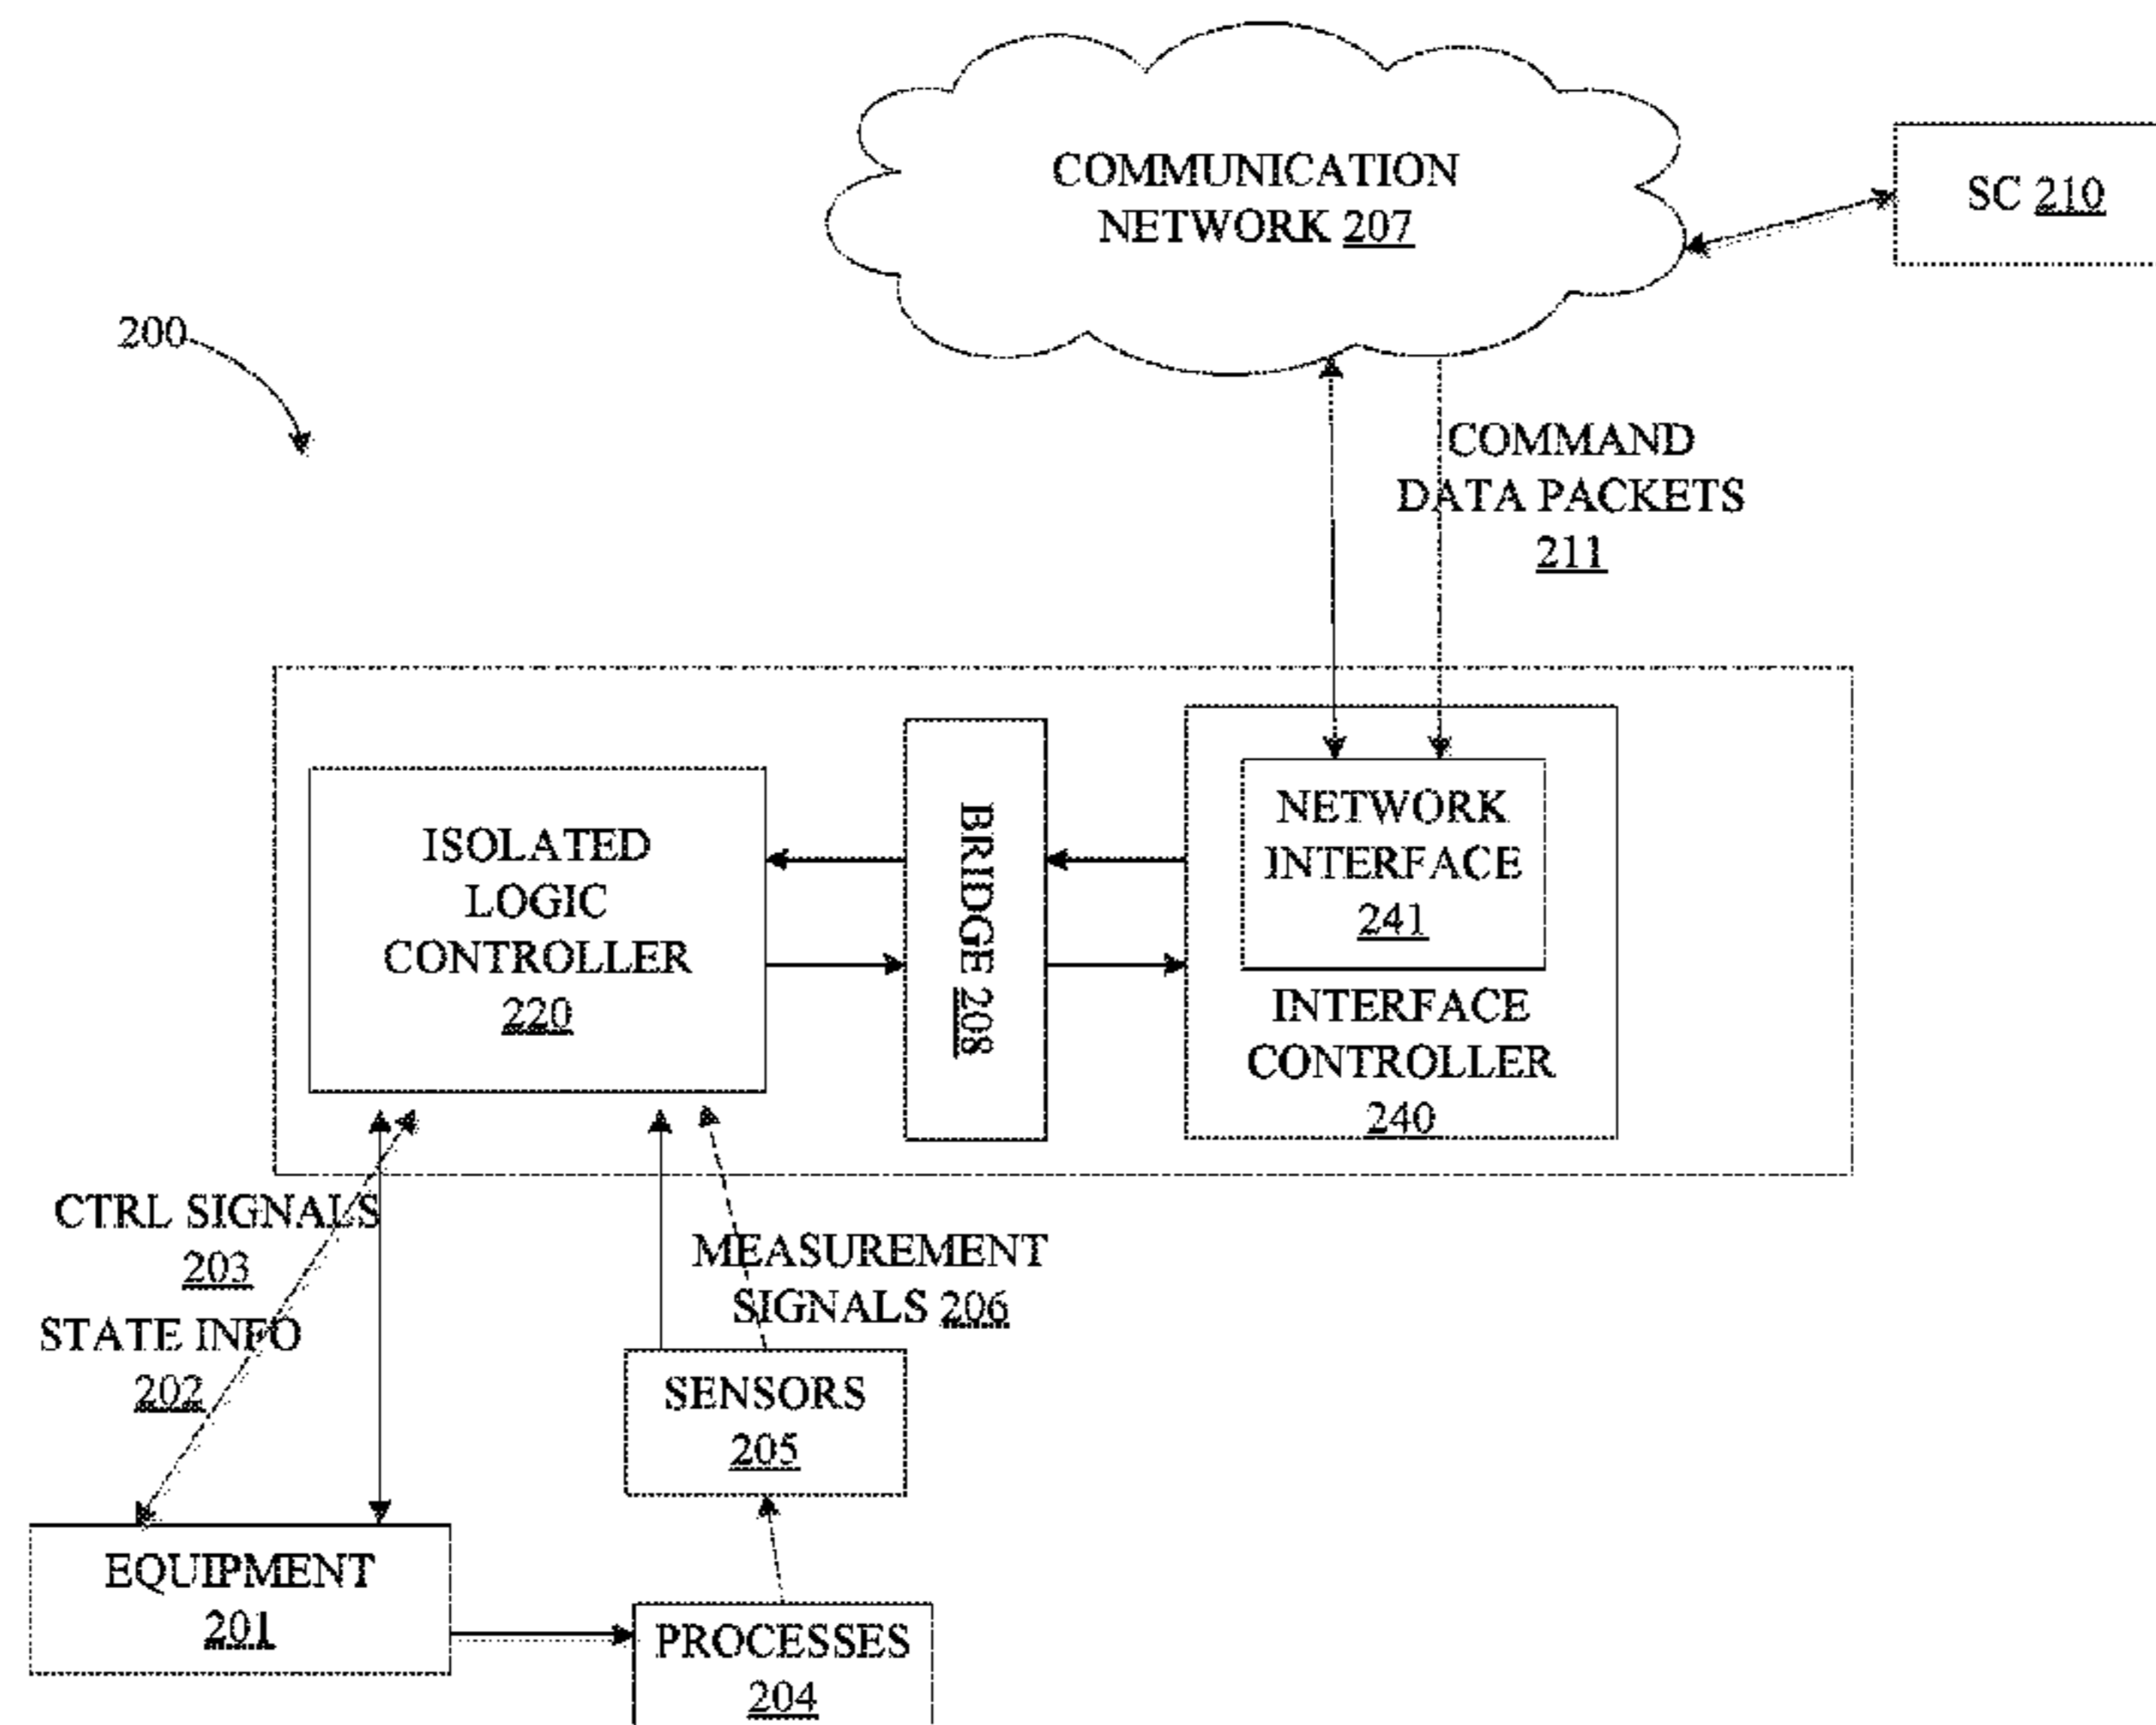 COMMUNICATION
NETWORK 207
SC 210
200
COMMAND
DATA PACKETS
211
ISOLATED
LOGIC
CONTROLLER
220
BRIDGE 208
NETWORK
INTERFACE
241
INTERFACE
CONTROLLER
240
CTRL SIGNALS
203
STATE INFO
202
MEASUREMENT
SIGNALS 206
SENSORS
205
EQUIPMENT
201
PROCESSES
204